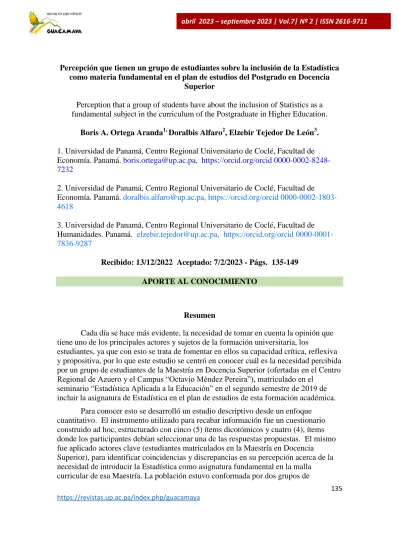 REVISTA CIENTÍFICA
GUACAMAYA
abril 2023 – septiembre 2023 | Vol.7| Nº 2 | ISSN 2616-9711
Percepción que tienen un grupo de estudiantes sobre la inclusión de la Estadística
como materia fundamental en el plan de estudios del Postgrado en Docencia
Superior
Perception that a group of students have about the inclusion of Statistics as a
fundamental subject in the curriculum of the Postgraduate in Higher Education.
Boris A. Ortega Aranda1, Doralbis Alfaro2, Elzebir Tejedor De León3.
1. Universidad de Panamá, Centro Regional Universitario de Coclé, Facultad de
Economía. Panamá. boris.ortega@up.ac.pa, https://orcid.org/orcid 0000-0002-8248-
7232
2. Universidad de Panamá, Centro Regional Universitario de Coclé, Facultad de
Economía. Panamá. doralbis.alfaro@up.ac.pa, https://orcid.org/orcid 0000-0002-1803-
4618
3. Universidad de Panamá, Centro Regional Universitario de Coclé, Facultad de
Humanidades. Panamá. elzebir.tejedor@up.ac.pa, https://orcid.org/orcid 0000-0001-
7836-9287
Recibido: 13/12/2022 Aceptado: 7/2/2023 - Págs. 135-149
APORTE AL CONOCIMIENTO
Resumen
Cada día se hace más evidente, la necesidad de tomar en cuenta la opinión que
tiene uno de los principales actores y sujetos de la formación universitaria, los
estudiantes, ya que con esto se trata de fomentar en ellos su capacidad crítica, reflexiva
y propositiva, por lo que este estudio se centró en conocer cuál es la necesidad percibida
por un grupo de estudiantes de la Maestría en Docencia Superior (ofertadas en el Centro
Regional de Azuero y el Campus “Octavio Méndez Pereira”), matriculado en el
seminario “Estadística Aplicada a la Educación” en el segundo semestre de 2019 de
incluir la asignatura de Estadística en el plan de estudios de esta formación académica.
Para conocer esto se desarrolló un estudio descriptivo desde un enfoque
cuantitativo. El instrumento utilizado para recabar información fue un cuestionario
construido ad hoc, estructurado con cinco (5) ítems dicotómicos y cuatro (4), ítems
donde los participantes debían seleccionar una de las respuestas propuestas. El mismo
fue aplicado actores clave (estudiantes matriculados en la Maestría en Docencia
Superior), para identificar coincidencias y discrepancias en su percepción acerca de la
necesidad de introducir la Estadística como asignatura fundamental en la malla
curricular de esa Maestría. La población estuvo conformada por dos grupos de
135
https://revistas.up.ac.pa/index.php/guacamaya